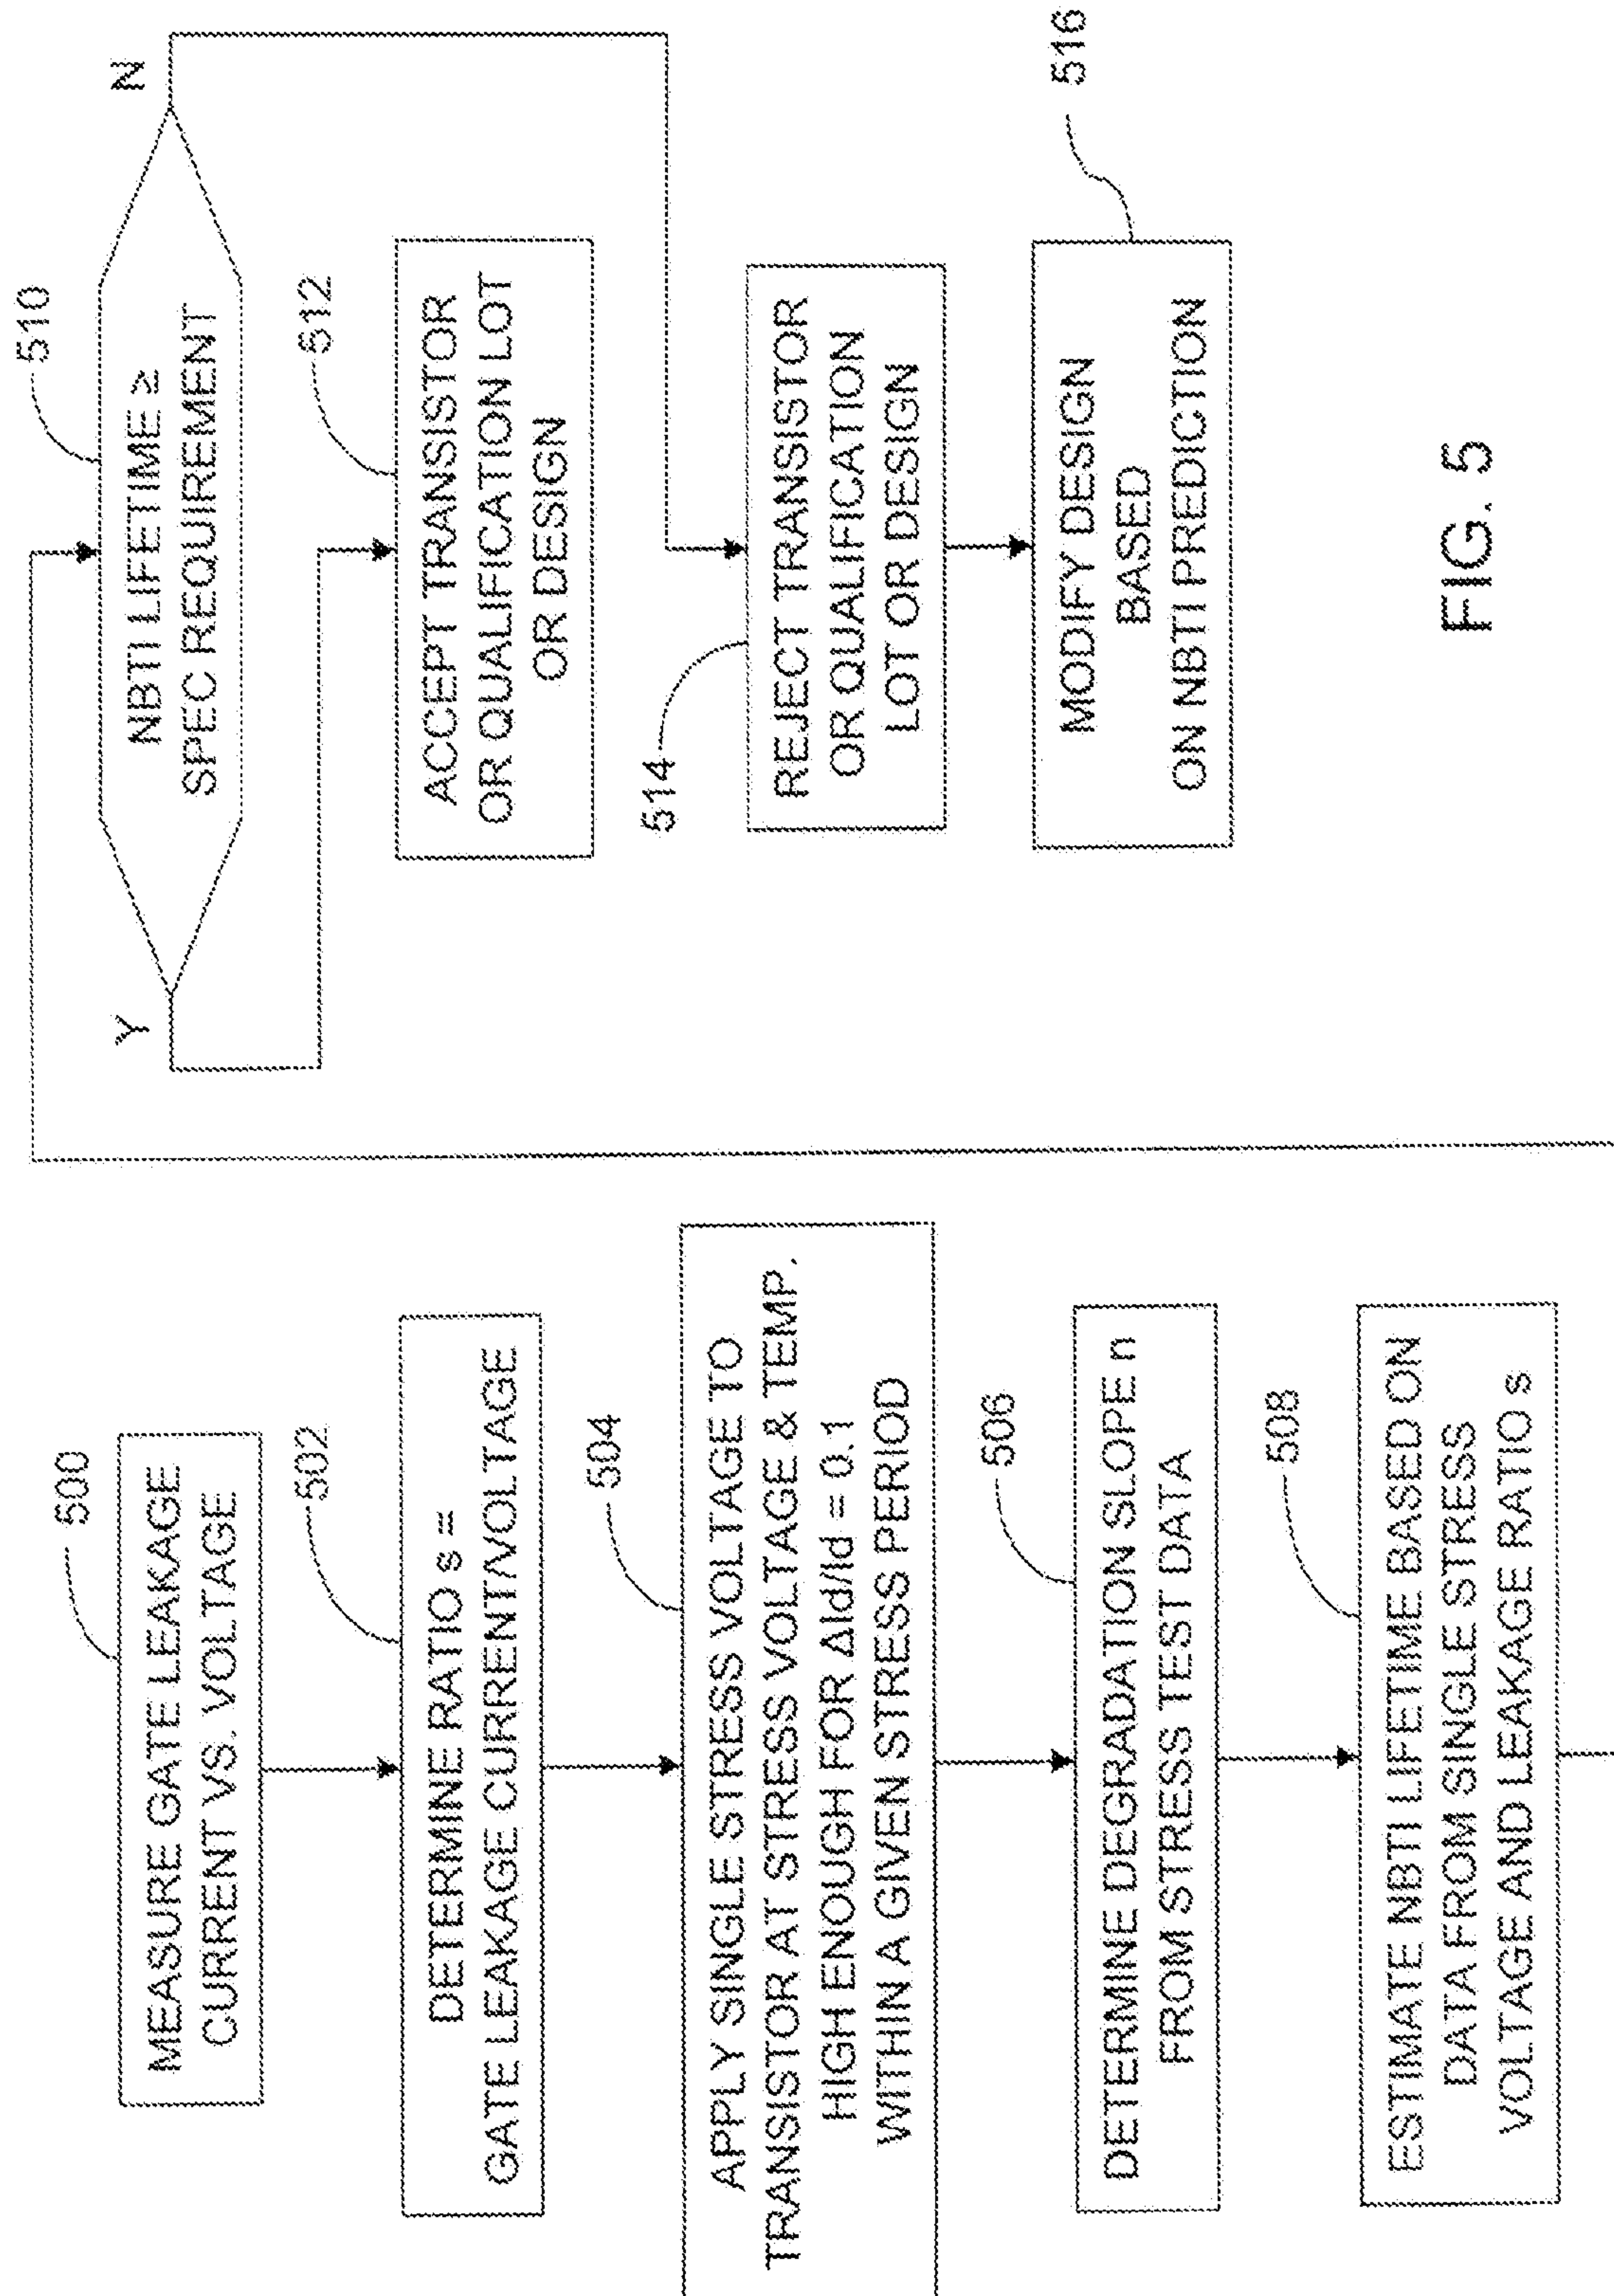 500
MEASURE GATE LEAKAGE
CURRENT VS. VOLTAGE
502
DETERMINE RATIO s =
GATE LEAKAGE CURRENT/VOLTAGE
504
APPLY SINGLE STRESS VOLTAGE TO
TRANSISTOR AT STRESS VOLTAGE & TEMP.
HIGH ENOUGH FOR ΔId/Id = 0.1
WITHIN A GIVEN STRESS PERIOD
506
DETERMINE DEGRADATION SLOPE n
FROM STRESS TEST DATA
508
ESTIMATE NBTI LIFETIME BASED ON
DATA FROM SINGLE STRESS
VOLTAGE AND LEAKAGE RATIO s
510
Y
NBTI LIFETIME ≥
SPEC REQUIREMENT
N
512
ACCEPT TRANSISTOR
OR QUALIFICATION LOT
OR DESIGN
514
REJECT TRANSISTOR
OR QUALIFICATION
LOT OR DESIGN
MODIFY DESIGN
BASED
ON NBTI PREDICTION
516
FIG. 5